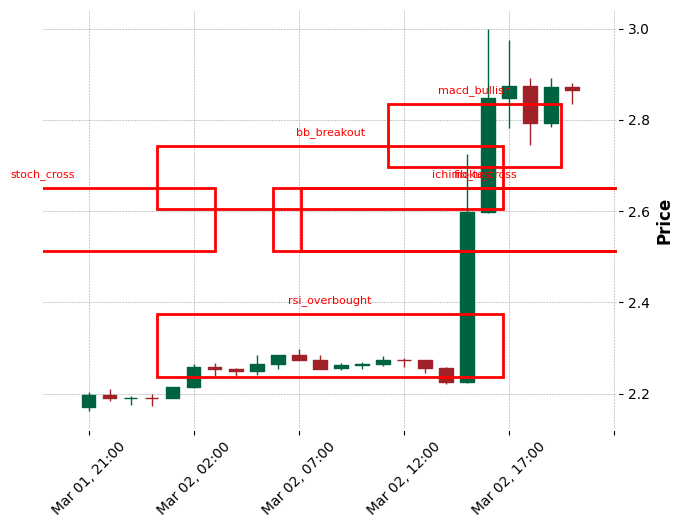 3.0
macd_bullish
2.8
bb_breakout
stoch_cross
2.6
Price
rsi_overbought
2.4
2.2
Mar 01, 21:00
Mar 02, 02:00
Mar 02, 07:00
Mar 02, 12:00
Mar 02, 17:00